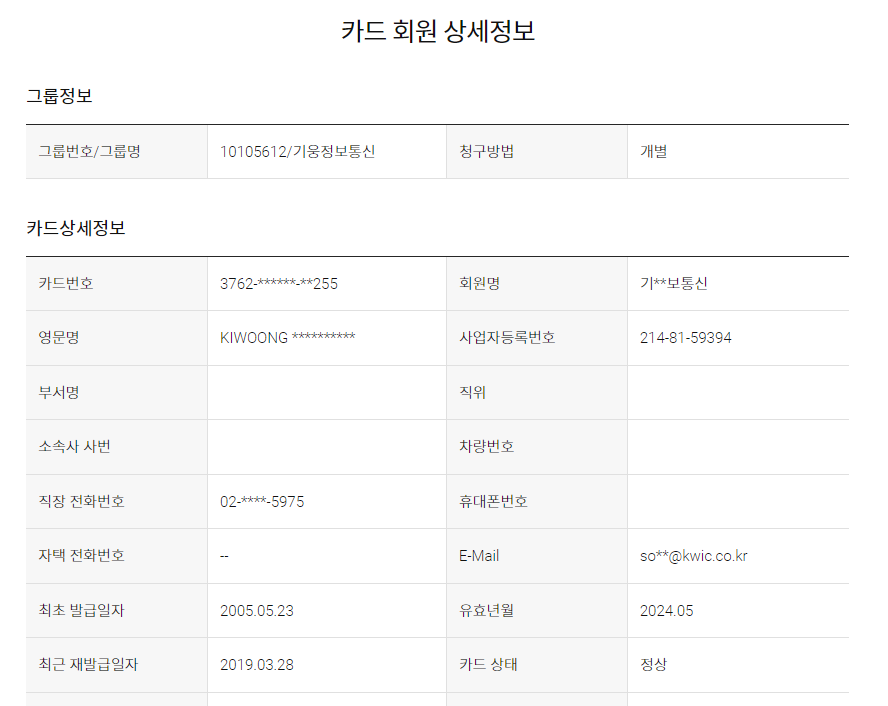 카드 회원 상세정보
그룹정보
그룹번호/그룹명 10105612/기웅정보통신 청구방법 개별
카드상세정보
카드번호 3762-******-**255 회원명 기**보통신
영문명 KIWOONG ********** 사업자등록번호 214-81-59394
부서명 직위
소속사 사번 차량번호
직장 전화번호 02-****-5975 휴대폰번호
자택 전화번호 -- E-Mail so**@kwic.co.kr
최초 발급일자 2005.05.23 유효년월 2024.05
최근 재발급일자 2019.03.28 카드 상태 정상